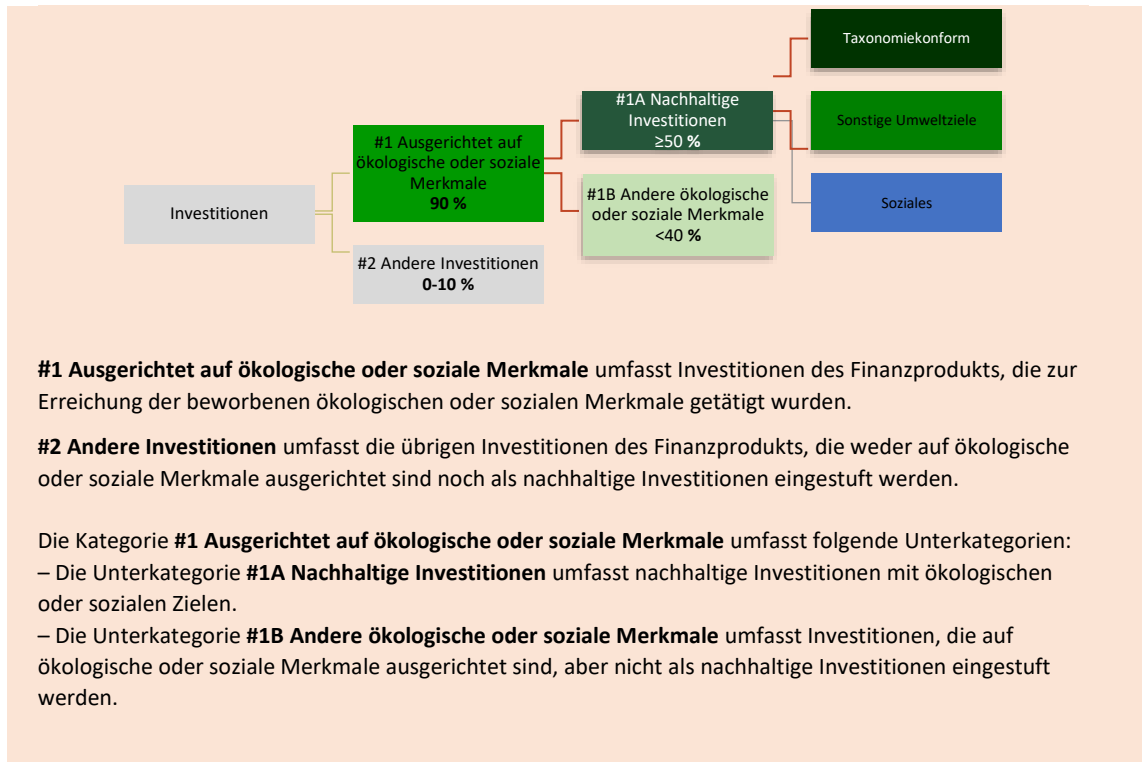 Taxonomiekonform
#1A Nachhaltige
Investitionen
≥50 %
Sonstige Umweltziele
#1 Ausgerichtet auf
ökologische oder soziale
Merkmale
90 %
#1B Andere ökologische
oder soziale Merkmale
<40 %
Soziales
Investitionen
#2 Andere Investitionen
0-10 %
#1 Ausgerichtet auf ökologische oder soziale Merkmale umfasst Investitionen des Finanzprodukts, die zur
Erreichung der beworbenen ökologischen oder sozialen Merkmale getätigt wurden.
#2 Andere Investitionen umfasst die übrigen Investitionen des Finanzprodukts, die weder auf ökologische
oder soziale Merkmale ausgerichtet sind noch als nachhaltige Investitionen eingestuft werden.
Die Kategorie #1 Ausgerichtet auf ökologische oder soziale Merkmale umfasst folgende Unterkategorien:
– Die Unterkategorie #1A Nachhaltige Investitionen umfasst nachhaltige Investitionen mit ökologischen
oder sozialen Zielen.
– Die Unterkategorie #1B Andere ökologische oder soziale Merkmale umfasst Investitionen, die auf
ökologische oder soziale Merkmale ausgerichtet sind, aber nicht als nachhaltige Investitionen eingestuft
werden.